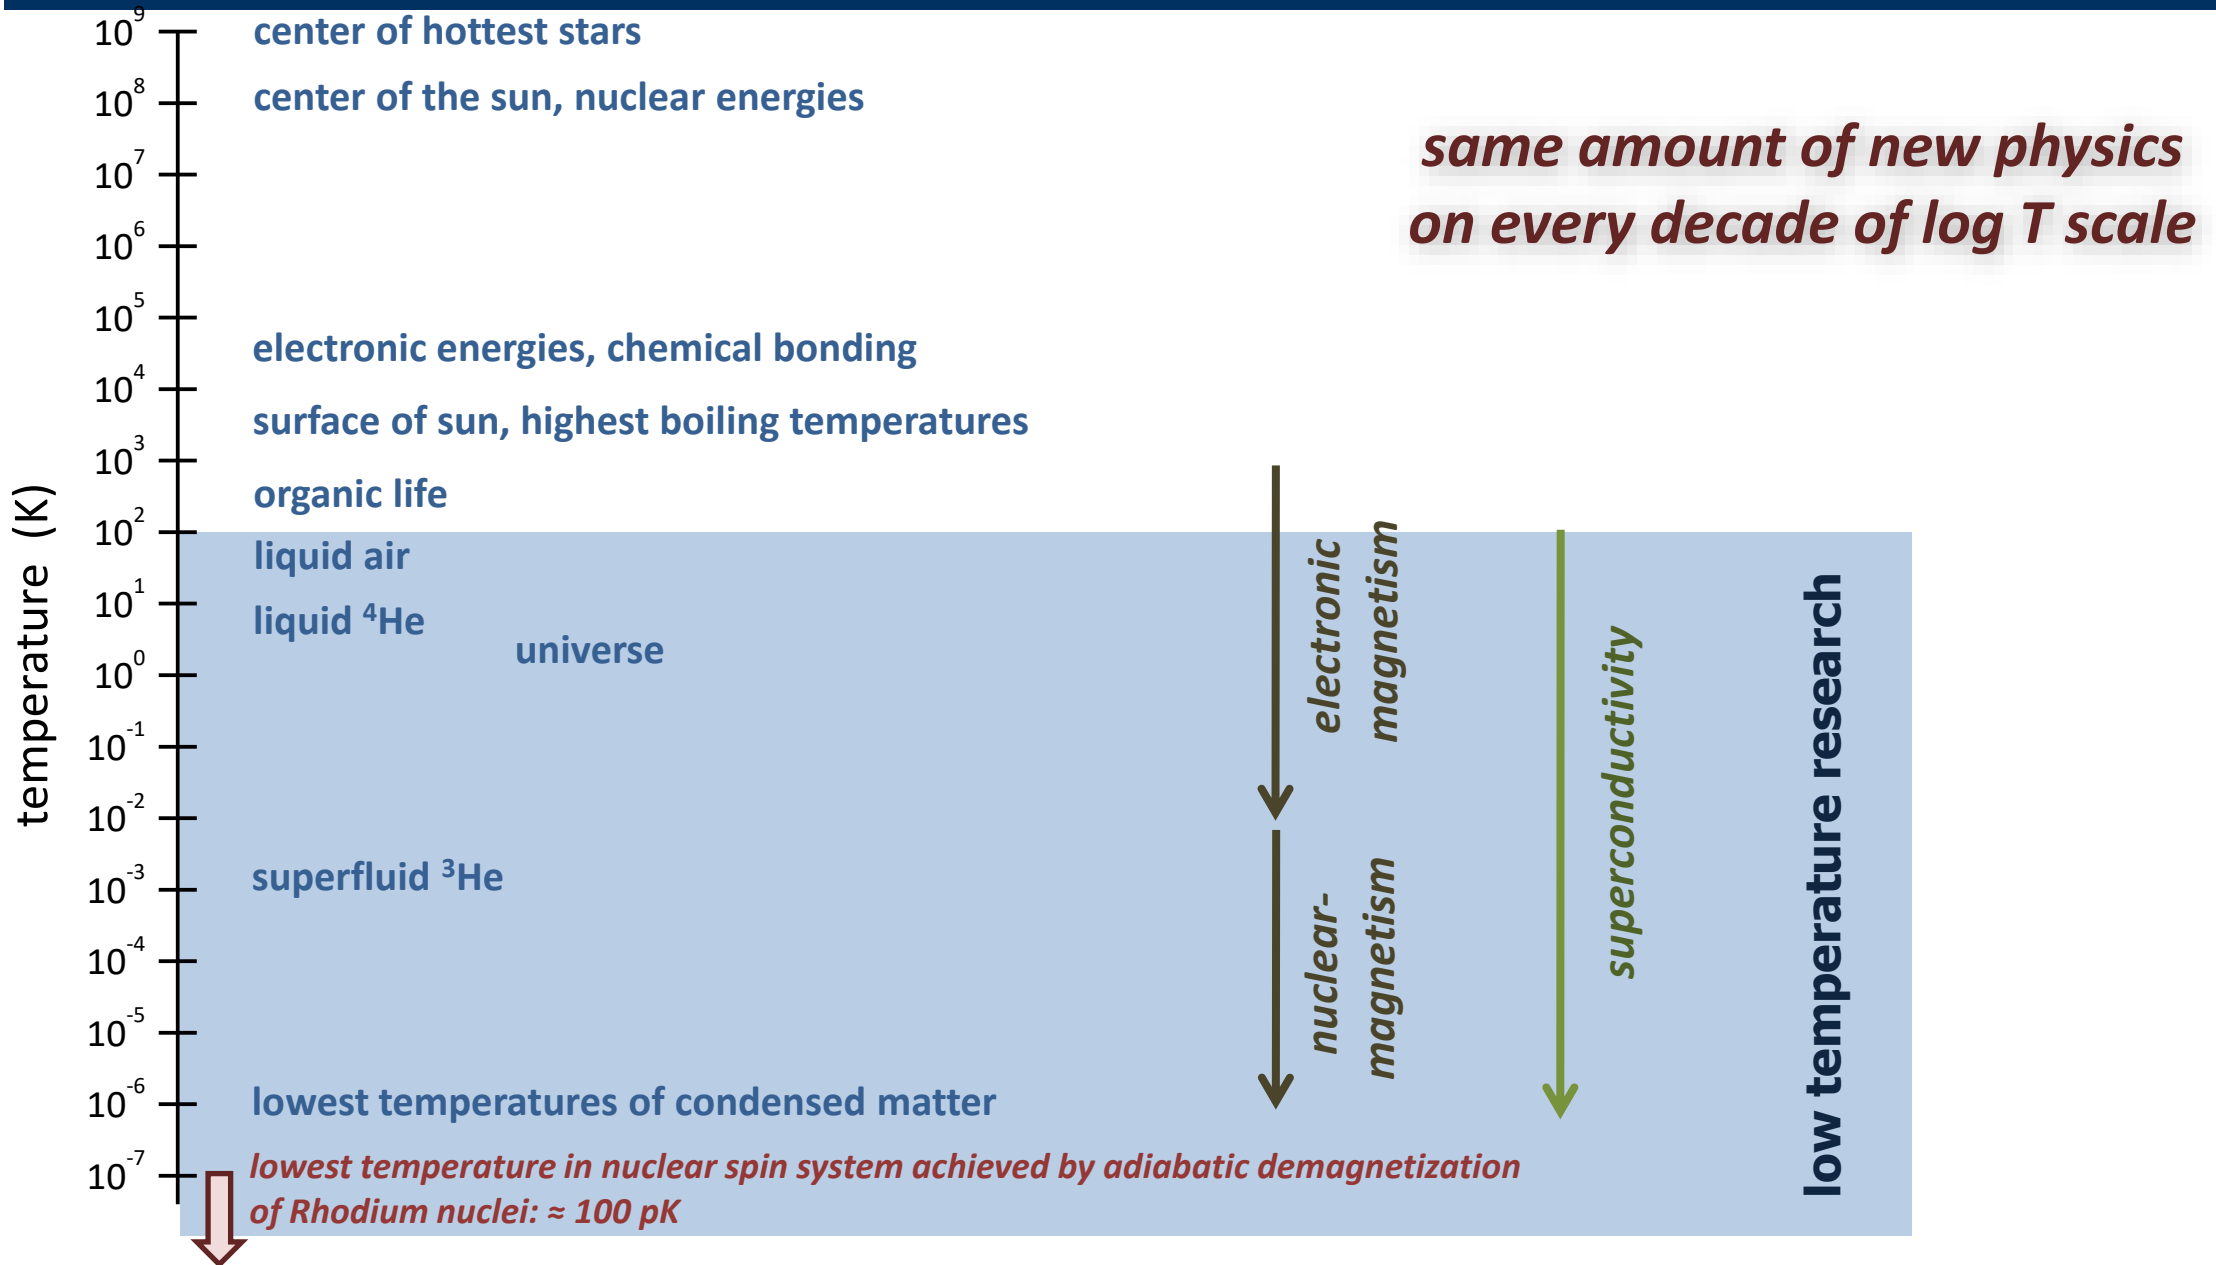 10⁹ center of hottest stars
10⁸ center of the sun, nuclear energies
same amount of new physics
on every decade of log T scale
10⁷
10⁶
10⁵
electronic energies, chemical bonding
10⁴
surface of sun, highest boiling temperatures
10³
organic life
10²
liquid air
10¹
liquid ⁴He
universe
10⁰
10⁻¹
10⁻²
superfluid ³He
10⁻³
10⁻⁴
10⁻⁵
10⁻⁶ lowest temperatures of condensed matter
10⁻⁷ lowest temperature in nuclear spin system achieved by adiabatic demagnetization
of Rhodium nuclei: ≈ 100 pK
temperature (K)
electronic
magnetism
nuclear-
magnetism
superconductivity
low temperature research